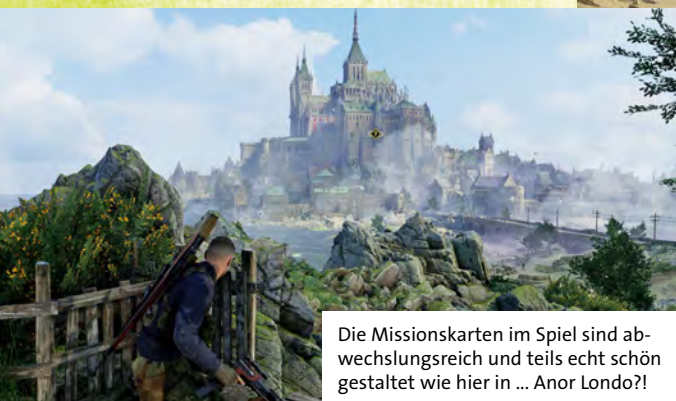 Die Missionskarten im Spiel sind ab-
wechslungsreich und teils echt schön
gestaltet wie hier in ... Anor Londo?!